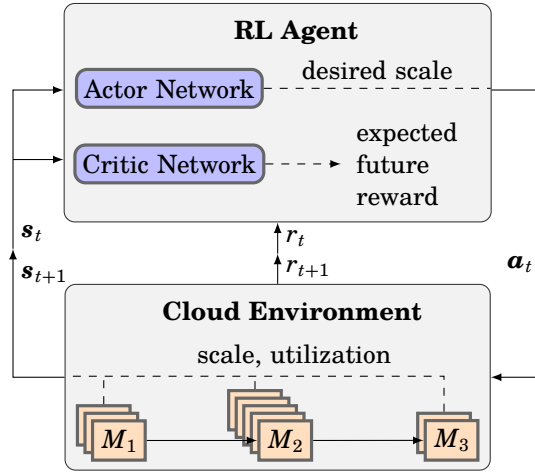 RL Agent
Actor Network
desired scale
Critic Network
expected
future
reward
s_t
s_{t+1}
r_t
r_{t+1}
a_t
Cloud Environment
scale, utilization
M_1
M_2
M_3